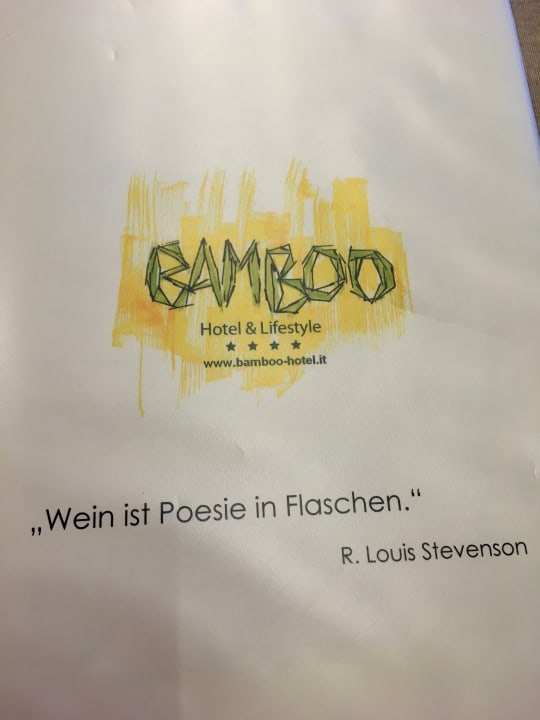 BAMBOO
Hotel & Lifestyle
★ ★ ★ ★
www.bamboo-hotel.it
„Wein ist Poesie in Flaschen.“
R. Louis Stevenson